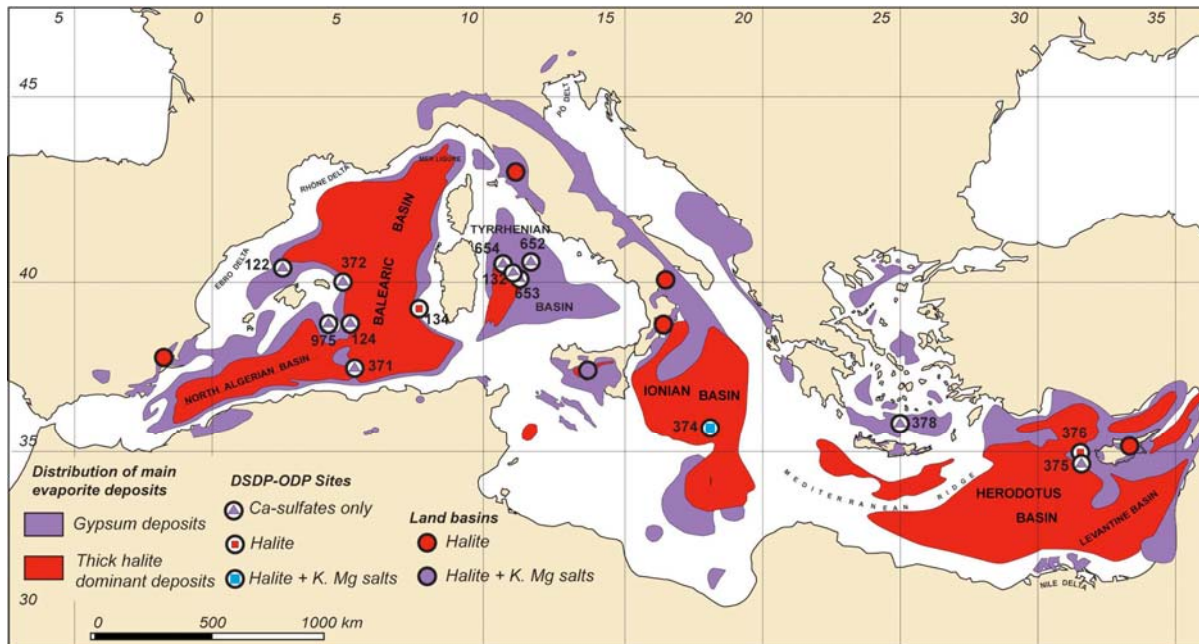 5 0 5 10 15 20 25 30 35
45
40
35
30
PO DELT
MER LIGURE
RHÔNE DELTA
EBRO DELTA
BALEARIC BASIN
NORTH ALGERIAN BASIN
TYRRHENIAN
BASIN
122
372
975
124
371
134
654
652
132
653
IONIAN
BASIN
374
378
376
375
MEDITERRANEAN RIDGE
HERODOTUS
BASIN
LEVANTINE BASIN
NILE DELTA
Distribution of main
evaporite deposits
Gypsum deposits
Thick halite
dominant deposits
DSDP-ODP Sites
Ca-sulfates only
Halite
Halite + K. Mg salts
Land basins
Halite
Halite + K. Mg salts
0 500 1000 km